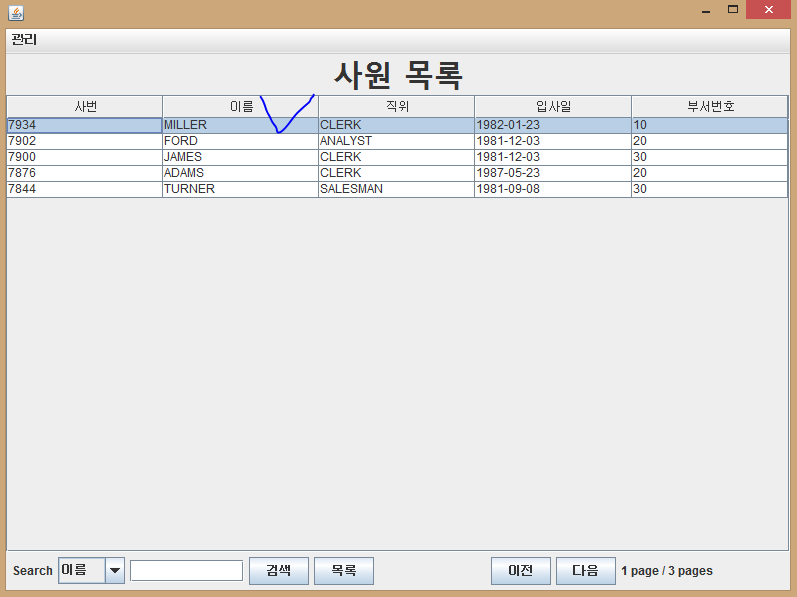 관리
사원 목록
사번 이름 직위 입사일 부서번호
7934 MILLER CLERK 1982-01-23 10
7902 FORD ANALYST 1981-12-03 20
7900 JAMES CLERK 1981-12-03 30
7876 ADAMS CLERK 1987-05-23 20
7844 TURNER SALESMAN 1981-09-08 30
Search 이름 검색 목록 이전 다음 1 page / 3 pages